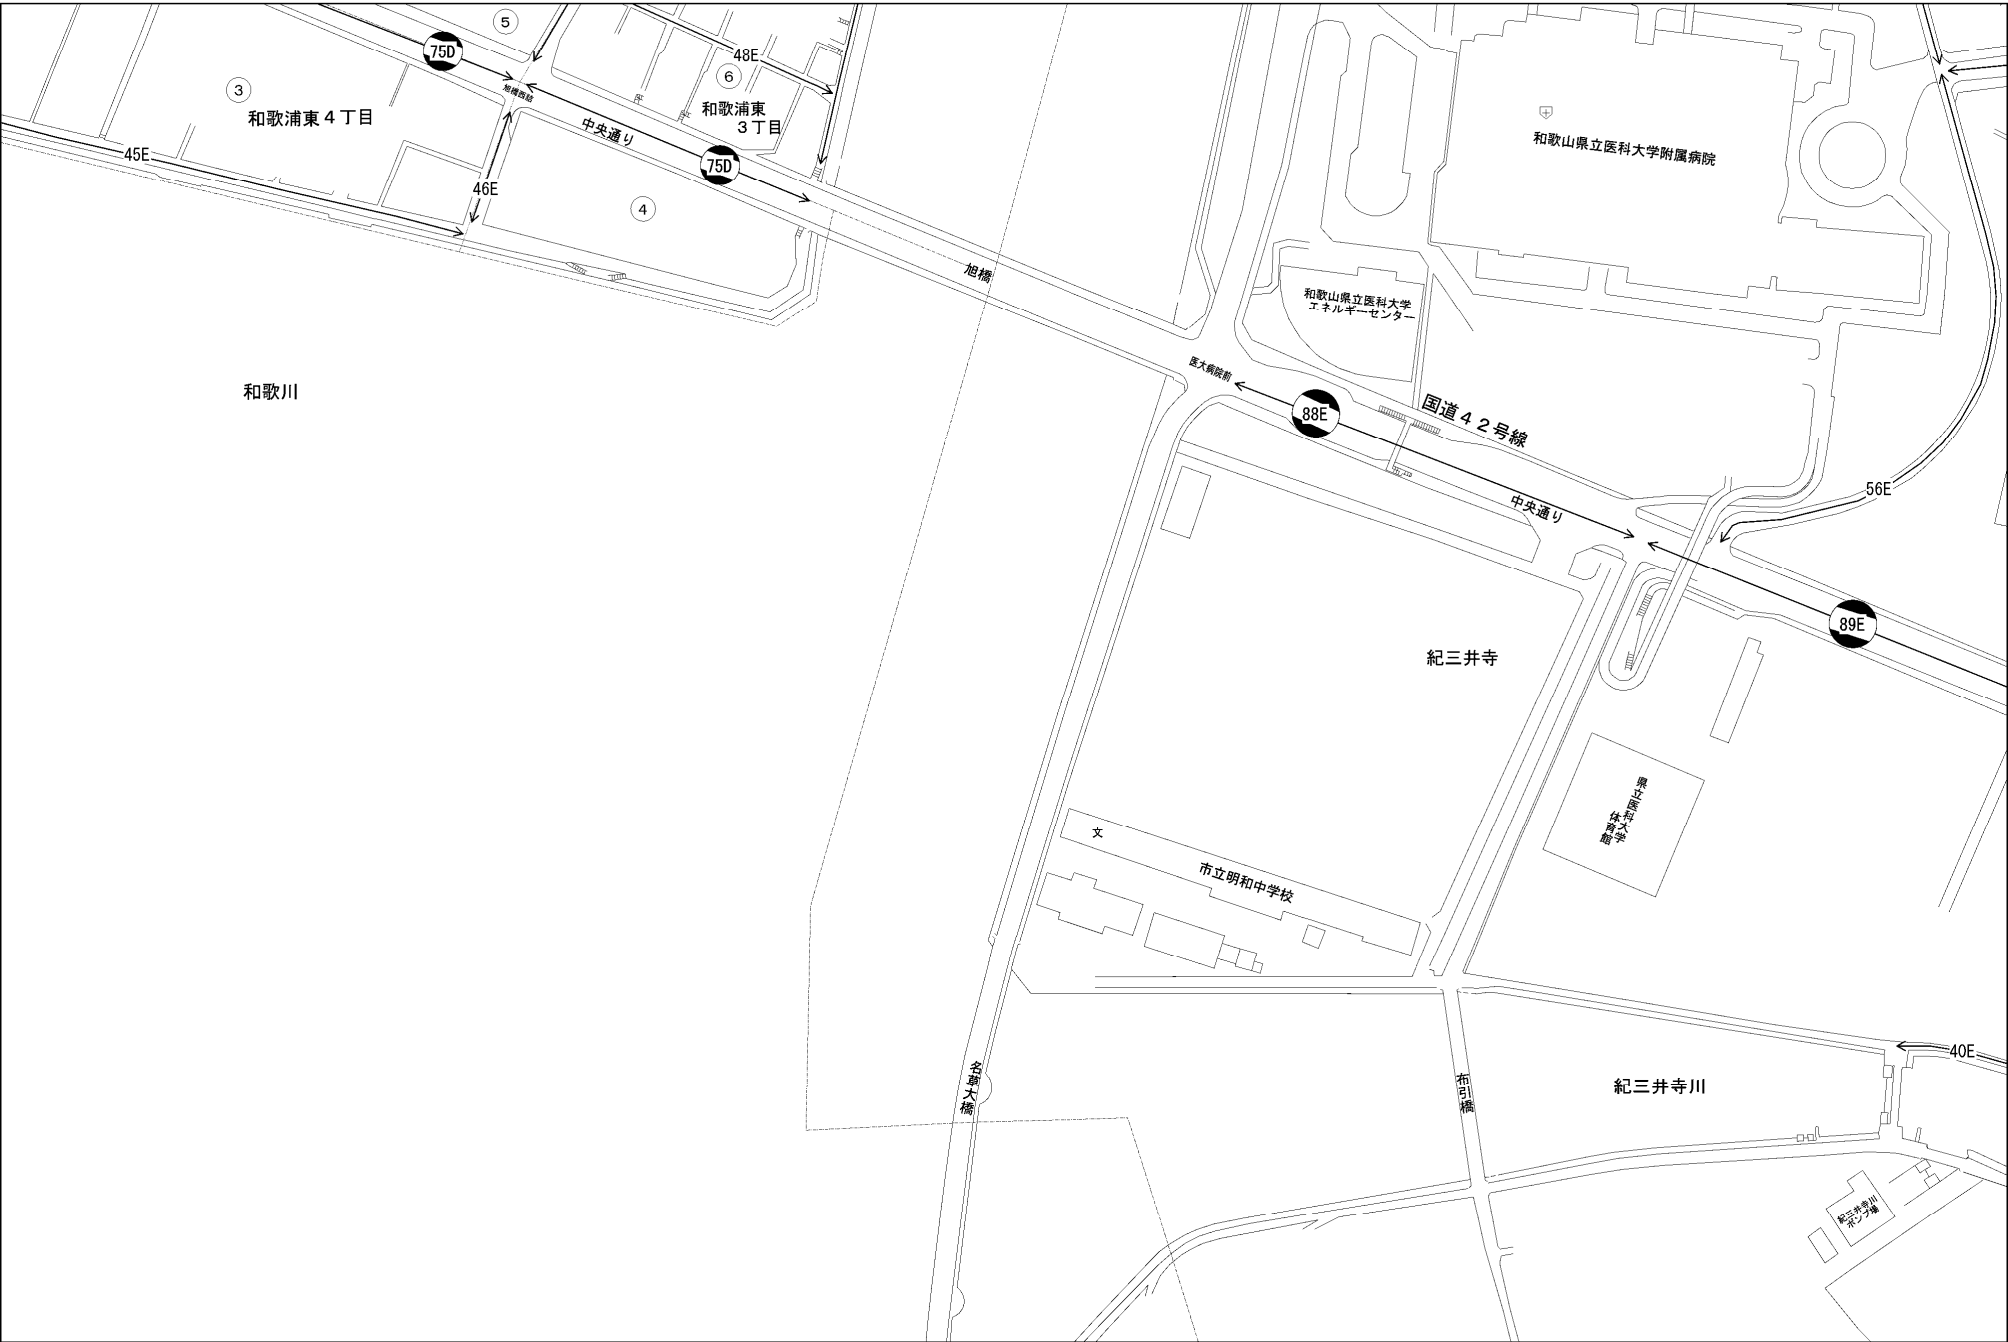 ⑤
75D
48E
⑥
③
旭橋西詰
和歌浦東
３丁目
和歌浦東４丁目
中央通り
45E
75D
46E
④
和歌山県立医科大学附属病院
旭橋
和歌山県立医科大学
エネルギーセンター
医大病院前
和歌川
88E
国道４２号線
56E
中央通り
89E
紀三井寺
県立医科大学
体育館
文
市立明和中学校
40E
名草大橋
布引橋
紀三井寺川
紀三井寺川
ポンプ場